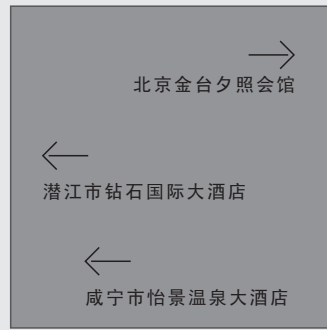 北京金台夕照会馆
潜江市钻石国际大酒店
咸宁市怡景温泉大酒店